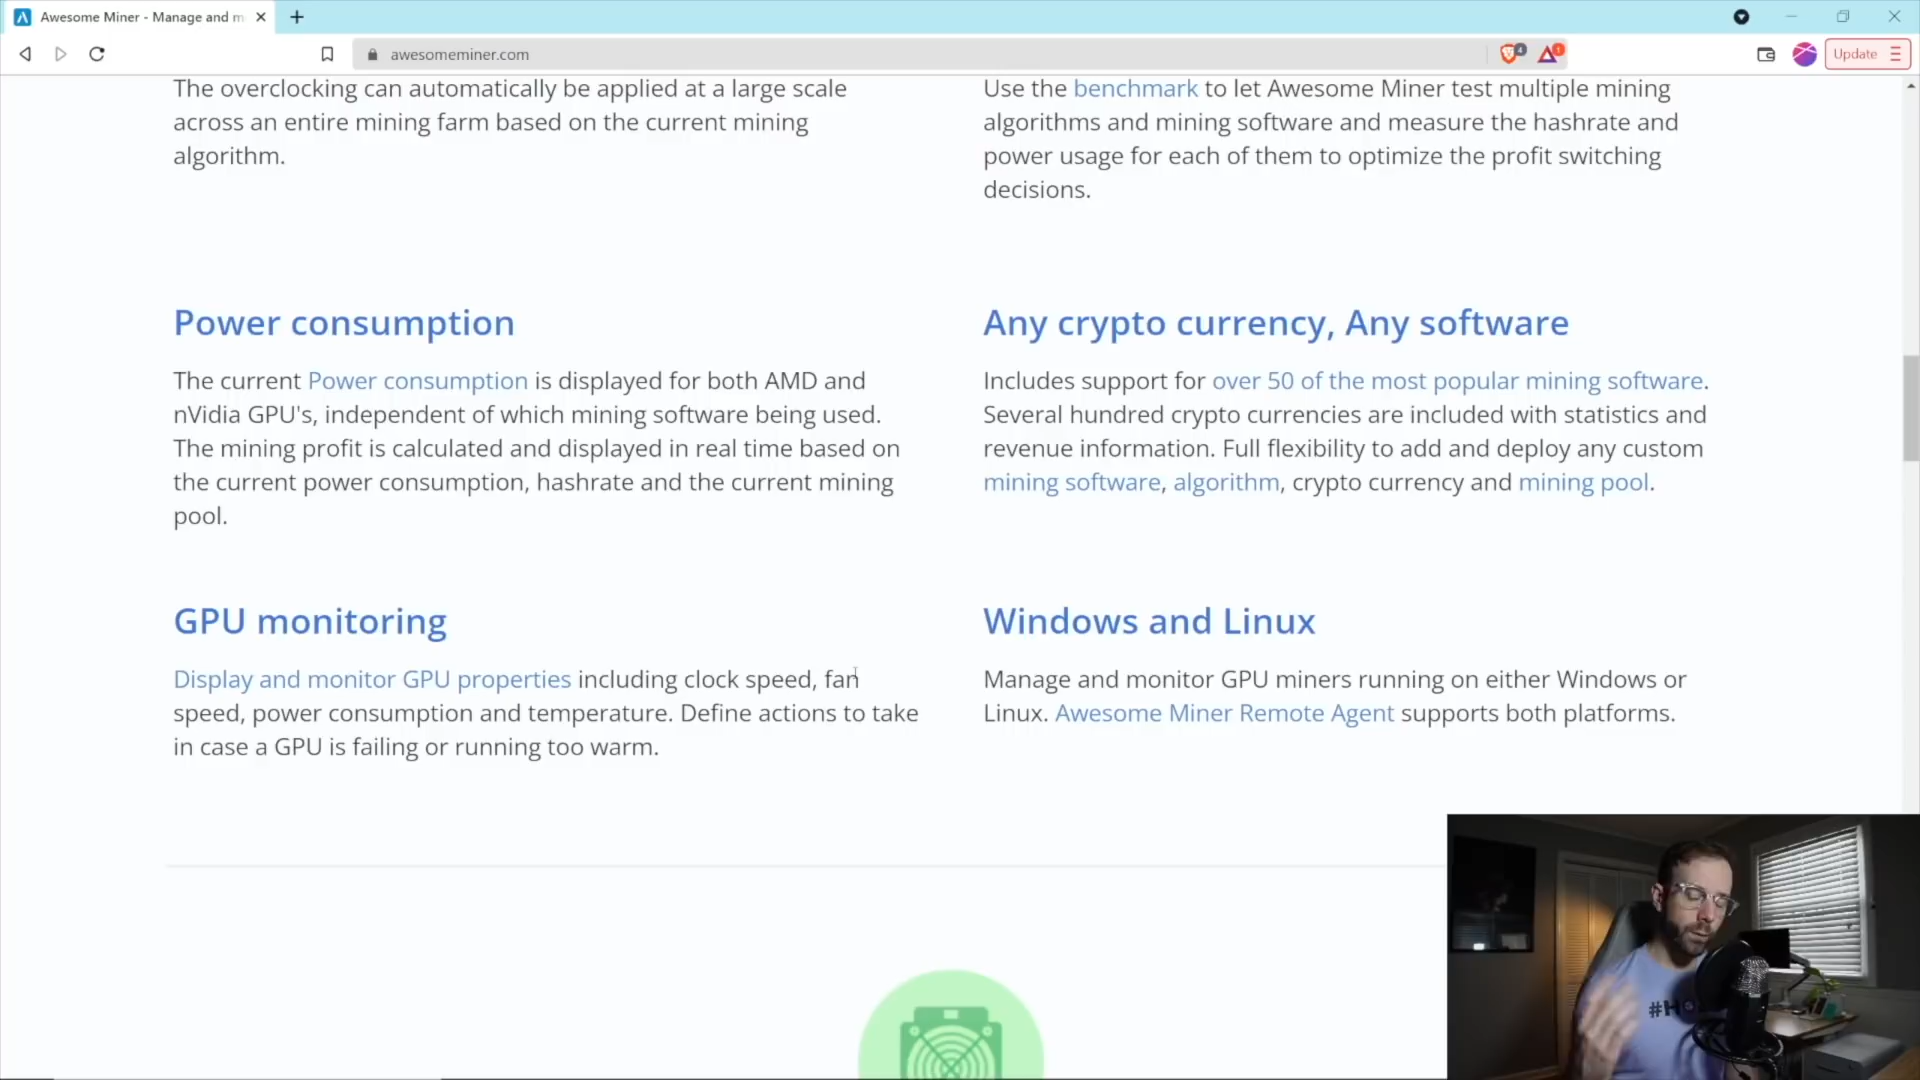 Awesome Miner - Manage and m
awesomeminer.com
4
1
Update
The overclocking can automatically be applied at a large scale
across an entire mining farm based on the current mining
algorithm.
Use the benchmark to let Awesome Miner test multiple mining
algorithms and mining software and measure the hashrate and
power usage for each of them to optimize the profit switching
decisions.
Power consumption
The current Power consumption is displayed for both AMD and
nVidia GPU's, independent of which mining software being used.
The mining profit is calculated and displayed in real time based on
the current power consumption, hashrate and the current mining
pool.
Any crypto currency, Any software
Includes support for over 50 of the most popular mining software.
Several hundred crypto currencies are included with statistics and
revenue information. Full flexibility to add and deploy any custom
mining software, algorithm, crypto currency and mining pool.
GPU monitoring
Display and monitor GPU properties including clock speed, fan
speed, power consumption and temperature. Define actions to take
in case a GPU is failing or running too warm.
Windows and Linux
Manage and monitor GPU miners running on either Windows or
Linux. Awesome Miner Remote Agent supports both platforms.